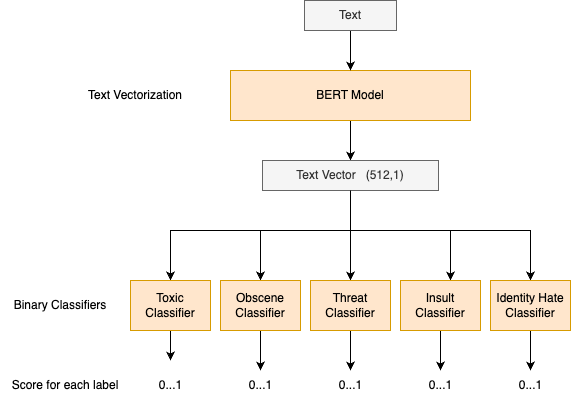 Text
Text Vectorization
BERT Model
Text Vector (512,1)
Binary Classifiers
Toxic
Classifier
Obscene
Classifier
Threat
Classifier
Insult
Classifier
Identity Hate
Classifier
Score for each label
0...1
0...1
0...1
0...1
0...1